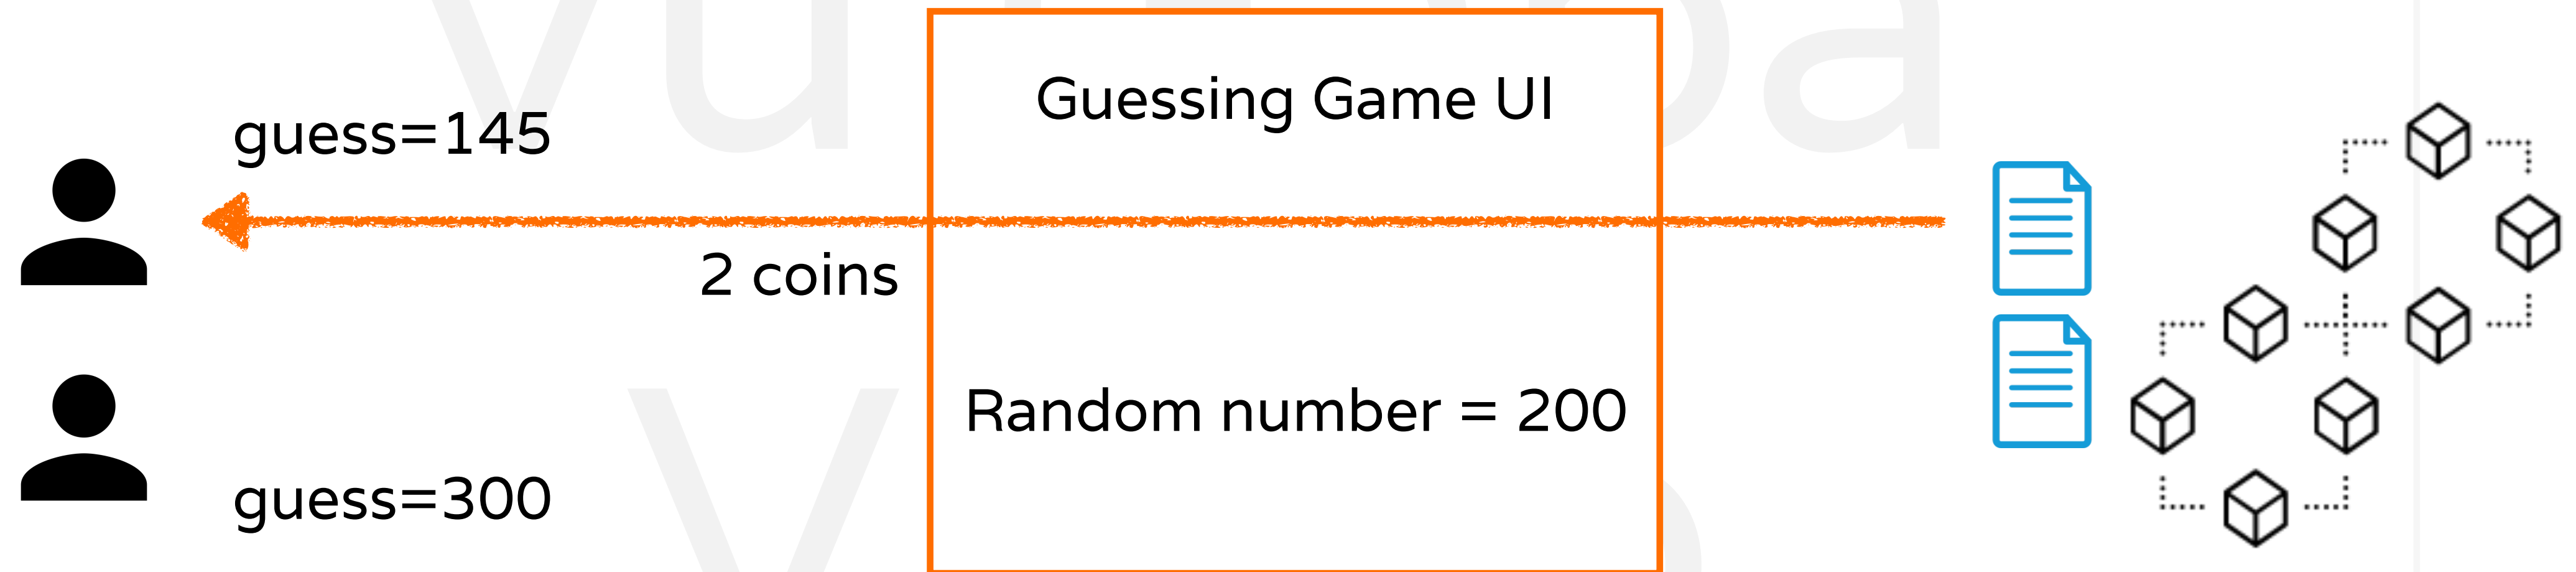 Guessing Game UI
guess=145
2 coins
Random number = 200
guess=300